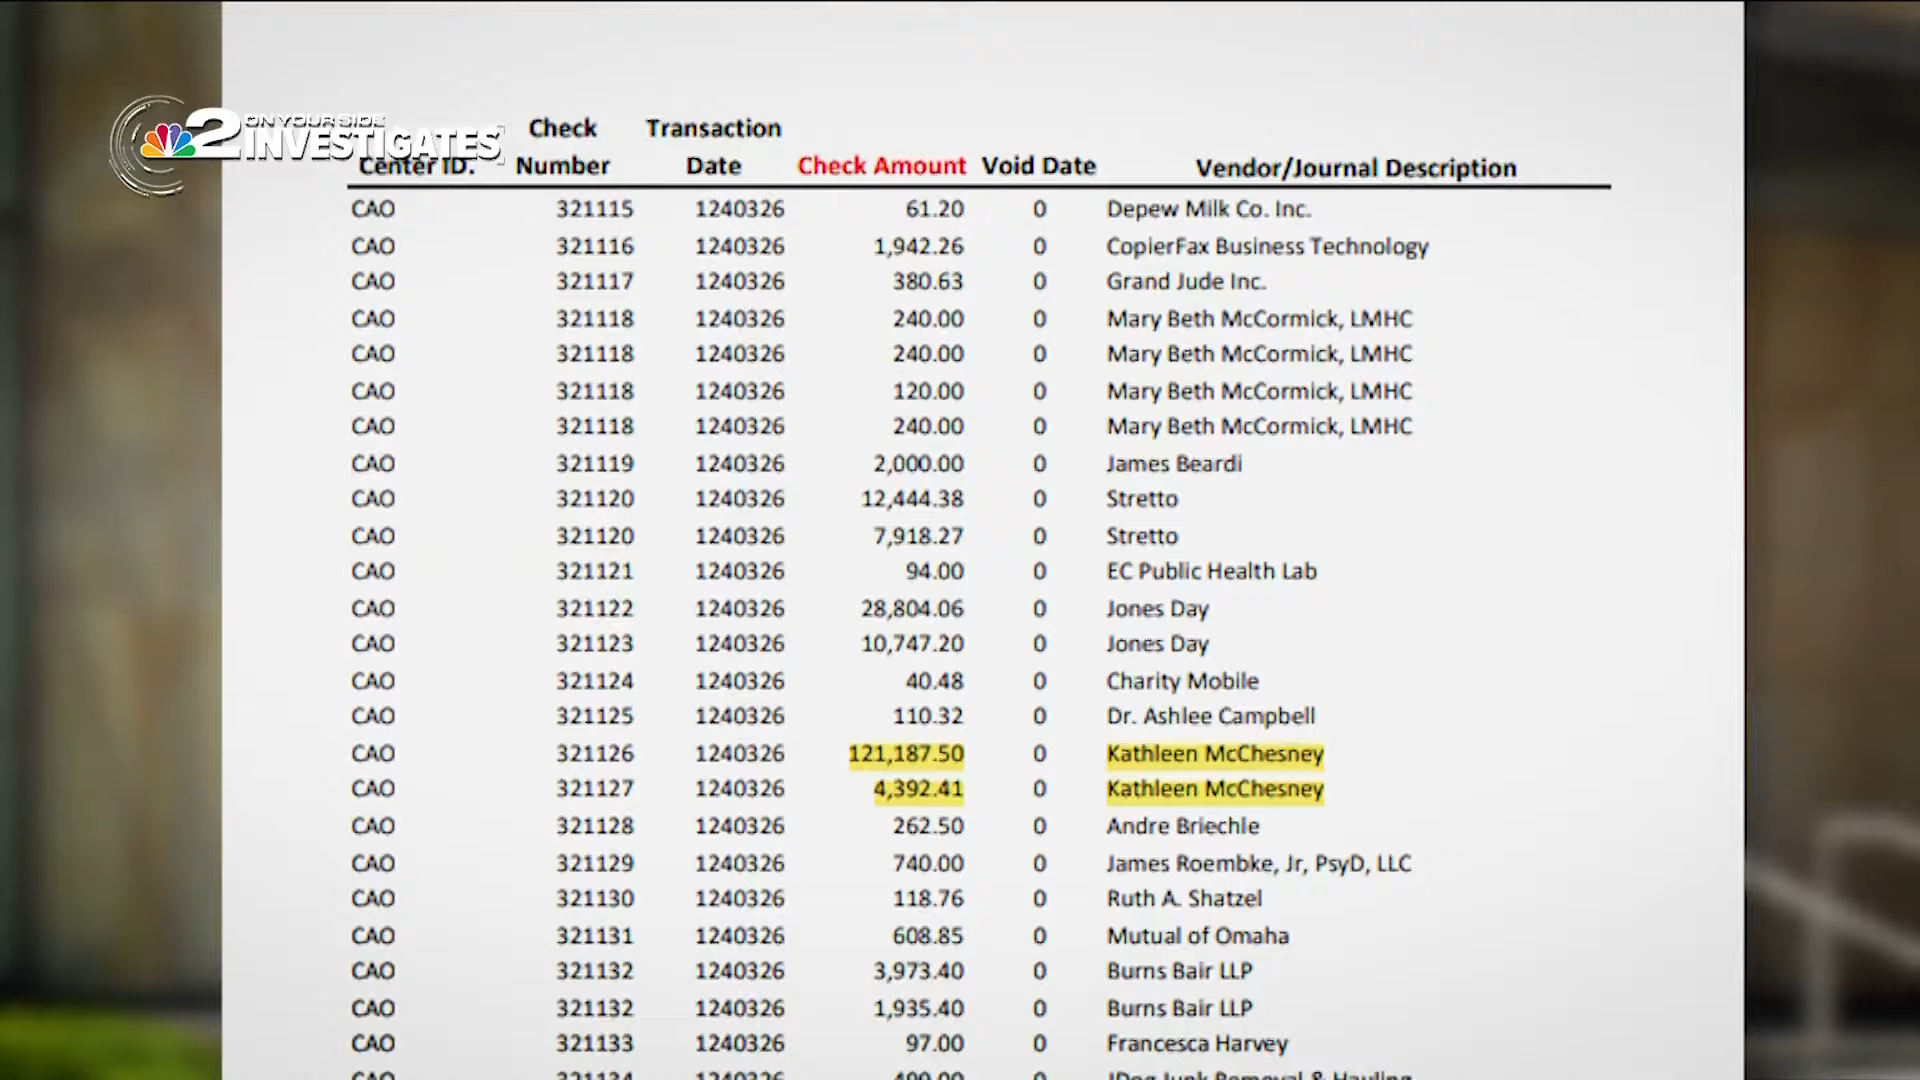 2 ON YOUR SIDE
INVESTIGATES
Check Transaction
Center ID. Number Date Check Amount Void Date Vendor/Journal Description
CAO 321115 1240326 61.20 0 Depew Milk Co. Inc.
CAO 321116 1240326 1,942.26 0 CopierFax Business Technology
CAO 321117 1240326 380.63 0 Grand Jude Inc.
CAO 321118 1240326 240.00 0 Mary Beth McCormick, LMHC
CAO 321118 1240326 240.00 0 Mary Beth McCormick, LMHC
CAO 321118 1240326 120.00 0 Mary Beth McCormick, LMHC
CAO 321118 1240326 240.00 0 Mary Beth McCormick, LMHC
CAO 321119 1240326 2,000.00 0 James Beardi
CAO 321120 1240326 12,444.38 0 Stretto
CAO 321120 1240326 7,918.27 0 Stretto
CAO 321121 1240326 94.00 0 EC Public Health Lab
CAO 321122 1240326 28,804.06 0 Jones Day
CAO 321123 1240326 10,747.20 0 Jones Day
CAO 321124 1240326 40.48 0 Charity Mobile
CAO 321125 1240326 110.32 0 Dr. Ashlee Campbell
CAO 321126 1240326 121,187.50 0 Kathleen McChesney
CAO 321127 1240326 4,392.41 0 Kathleen McChesney
CAO 321128 1240326 262.50 0 Andre Briechle
CAO 321129 1240326 740.00 0 James Roembke, Jr, PsyD, LLC
CAO 321130 1240326 118.76 0 Ruth A. Shatzel
CAO 321131 1240326 608.85 0 Mutual of Omaha
CAO 321132 1240326 3,973.40 0 Burns Bair LLP
CAO 321132 1240326 1,935.40 0 Burns Bair LLP
CAO 321133 1240326 97.00 0 Francesca Harvey
CAO 321134 1240326 Junk Removal & Hauling